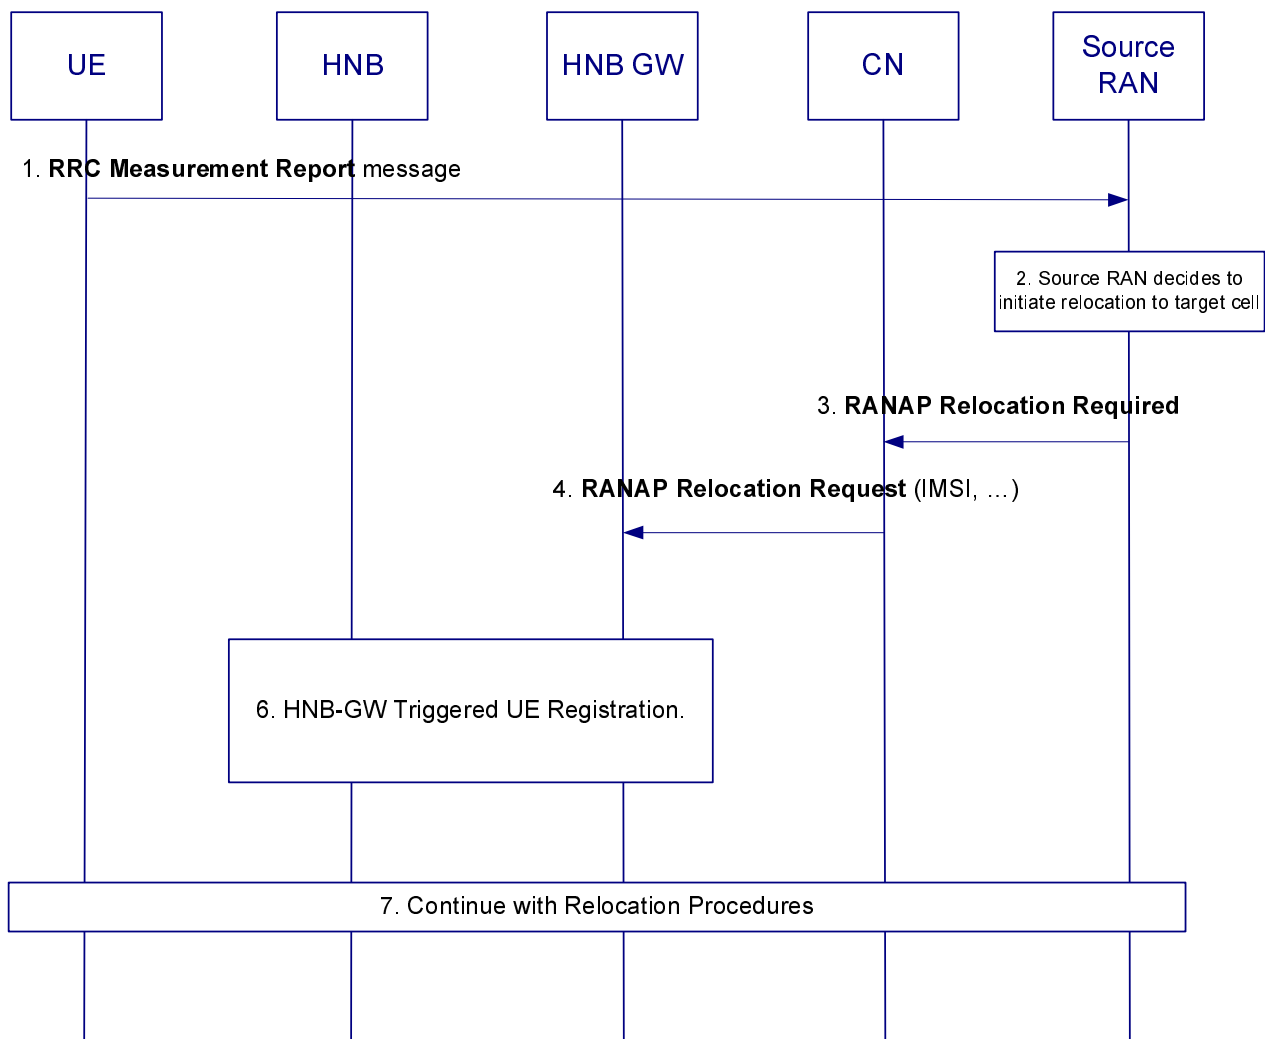 UE
HNB
HNB GW
CN
Source
RAN
1. RRC Measurement Report message
2. Source RAN decides to
initiate relocation to target cell
3. RANAP Relocation Required
4. RANAP Relocation Request (IMSI, ...)
6. HNB-GW Triggered UE Registration.
7. Continue with Relocation Procedures